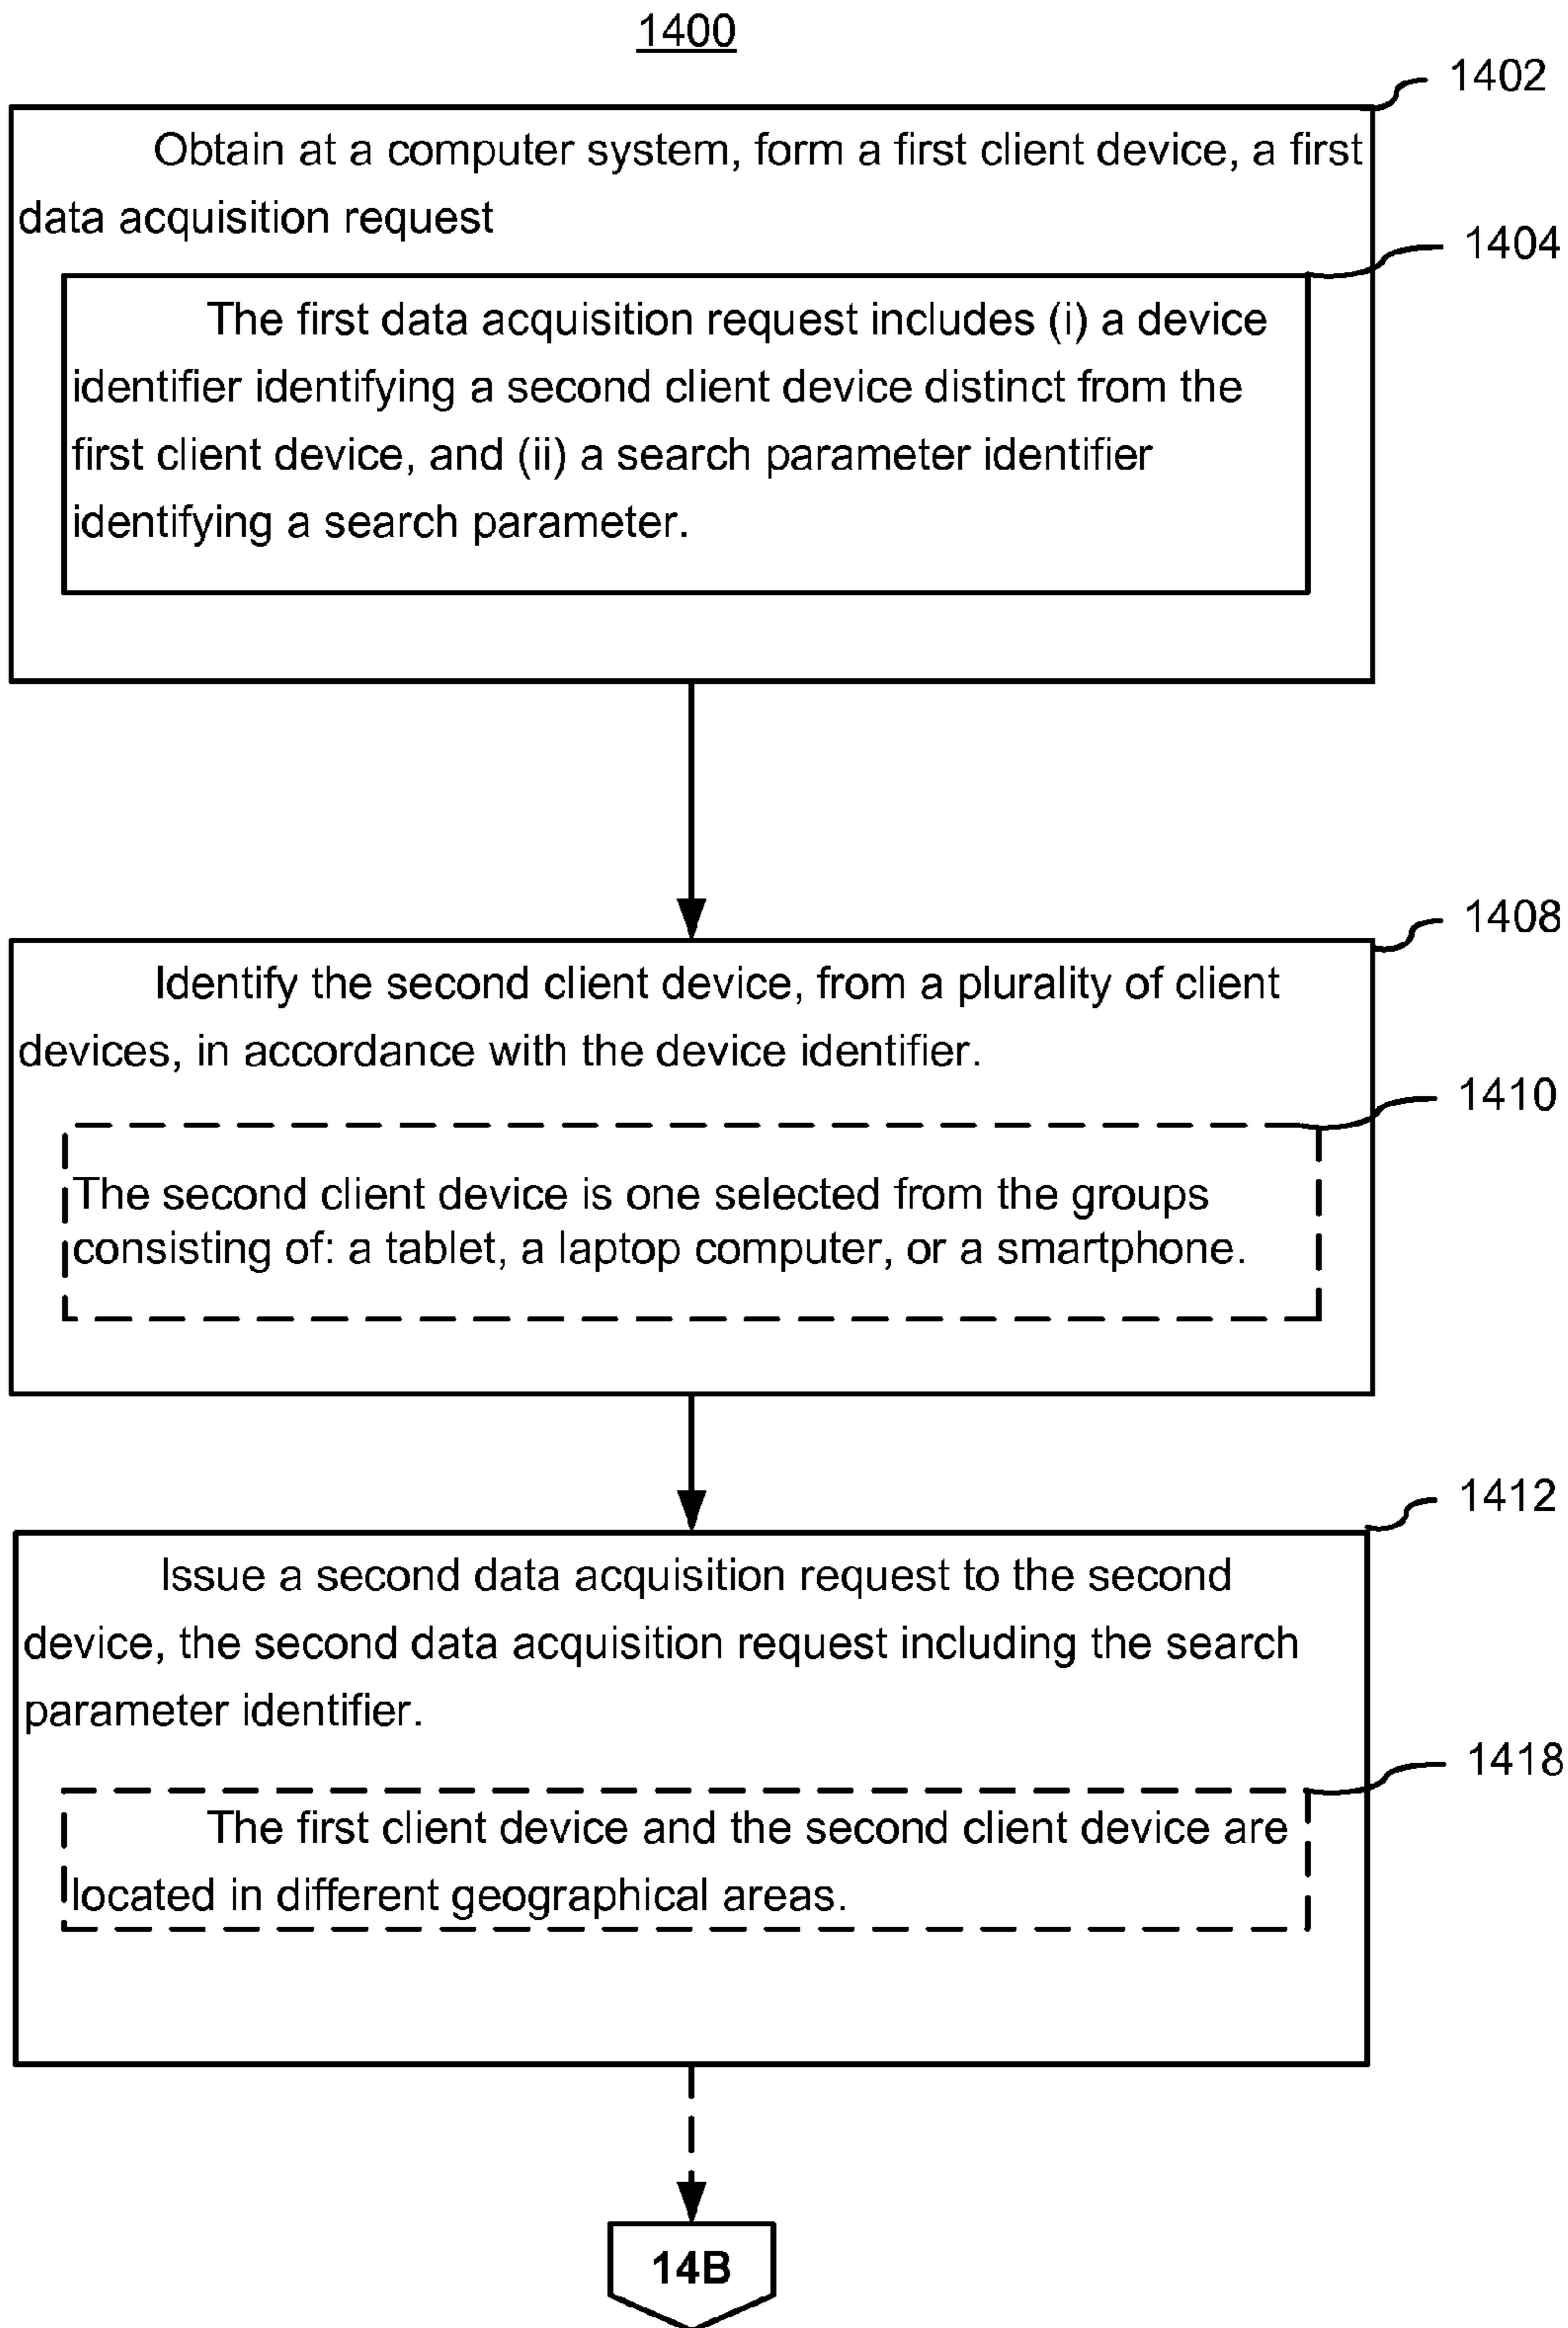 1400
1402
Obtain at a computer system, form a first client device, a first
data acquisition request
1404
The first data acquisition request includes (i) a device
identifier identifying a second client device distinct from the
first client device, and (ii) a search parameter identifier
identifying a search parameter.
1408
Identify the second client device, from a plurality of client
devices, in accordance with the device identifier.
1410
The second client device is one selected from the groups
consisting of: a tablet, a laptop computer, or a smartphone.
1412
Issue a second data acquisition request to the second
device, the second data acquisition request including the search
parameter identifier.
1418
The first client device and the second client device are
located in different geographical areas.
14B